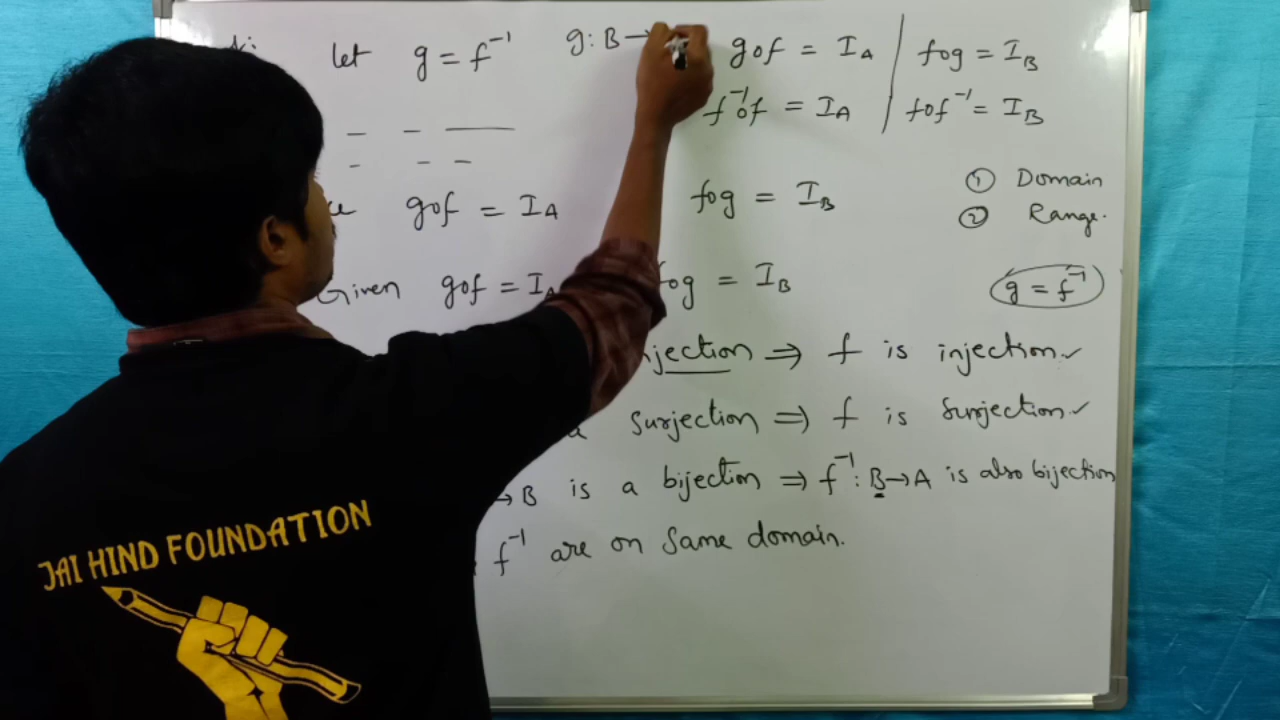 let g = f⁻¹ g: B → gof = I_A | fog = I_B
f⁻¹of = I_A | fof⁻¹ = I_B
① Domain
② Range.
gof = I_A fog = I_B
Given gof = I_A fog = I_B
g = f⁻¹
⇒ f is injection. ✓
surjection ⇒ f is surjection ✓
→ B is a bijection ⇒ f⁻¹: B → A is also bijection
f⁻¹ are on same domain.
JAI HIND FOUNDATION